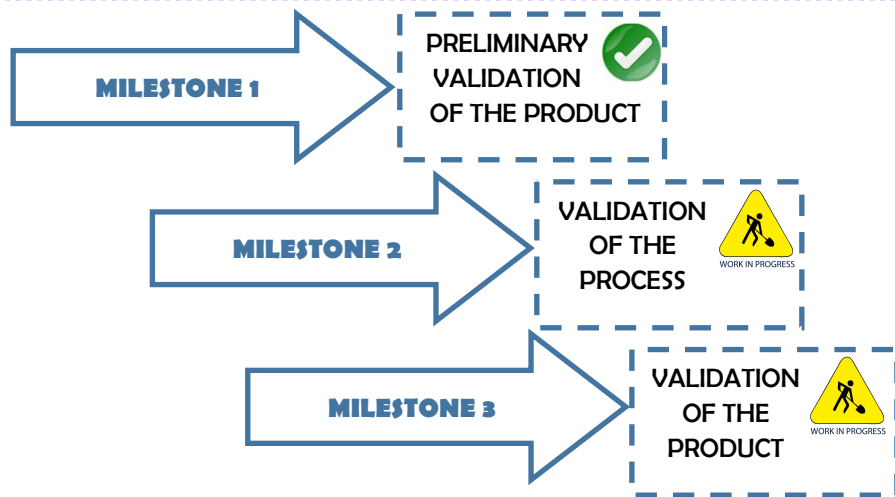 MILESTONE 1
PRELIMINARY
VALIDATION
OF THE PRODUCT
MILESTONE 2
VALIDATION
OF THE
PROCESS
WORK IN PROGRESS
MILESTONE 3
VALIDATION
OF THE
PRODUCT
WORK IN PROGRESS